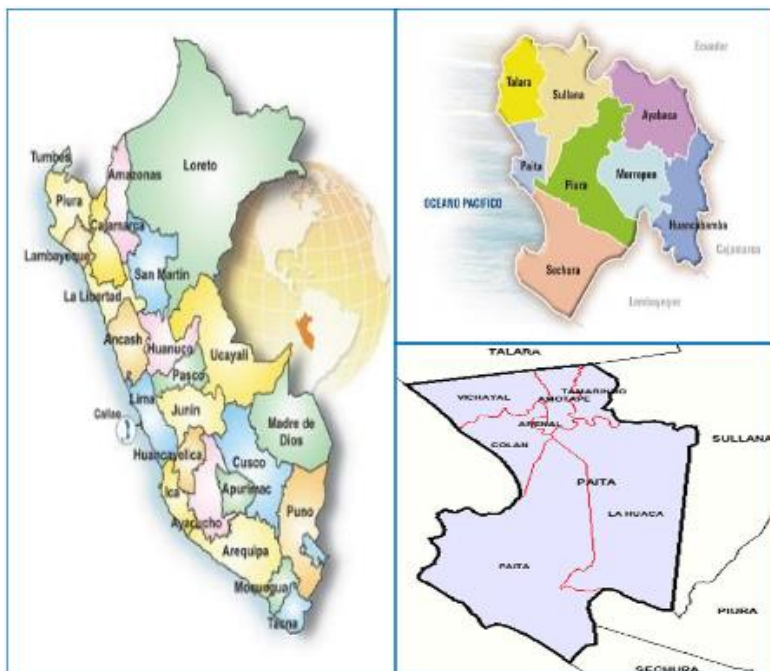 Tumbes
Loreto
Amazonas
Piura
Cajamarca
Lambayeque
San Martín
La Libertad
Ancash
Huanuco
Ucayali
Pasco
Lima
Callao
Junín
Madre de
Dios
Huancavelica
Cusco
Ica
Apurimac
Puno
Ayacucho
Arequipa
Moquegua
Tacna
Ecuador
Talara
Sullana
Ayabaca
Paita
Piura
Morropon
OCEANO PACIFICO
Huancabamba
Cajamarca
Sechura
Lambayeque
TALARA
TAMARINDO
VICHAYAL
AMOTAPE
ARENAL
SULLANA
COLAN
PAITA
LA HUACA
PAITA
PIURA
SECHURA